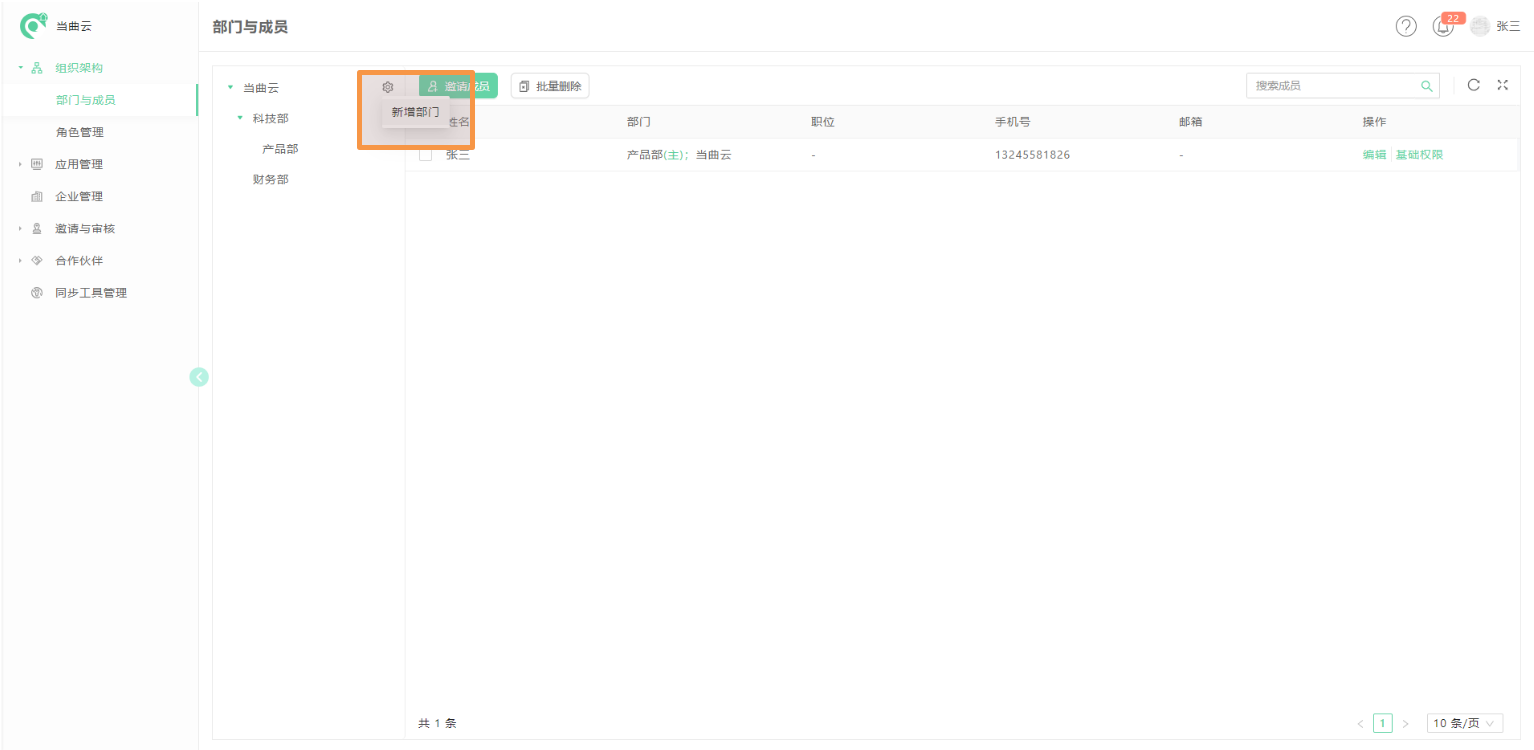 当曲云
部门与成员
22
张三
组织架构
部门与成员
角色管理
应用管理
企业管理
邀请与审核
合作伙伴
同步工具管理
当曲云
科技部
产品部
财务部
新增部门
邀请成员
批量删除
搜索成员
姓名 部门 职位 手机号 邮箱 操作
张三 产品部(主); 当曲云 - 13245581826 - 编辑 基础权限
共 1 条
< 1 > 10 条/页